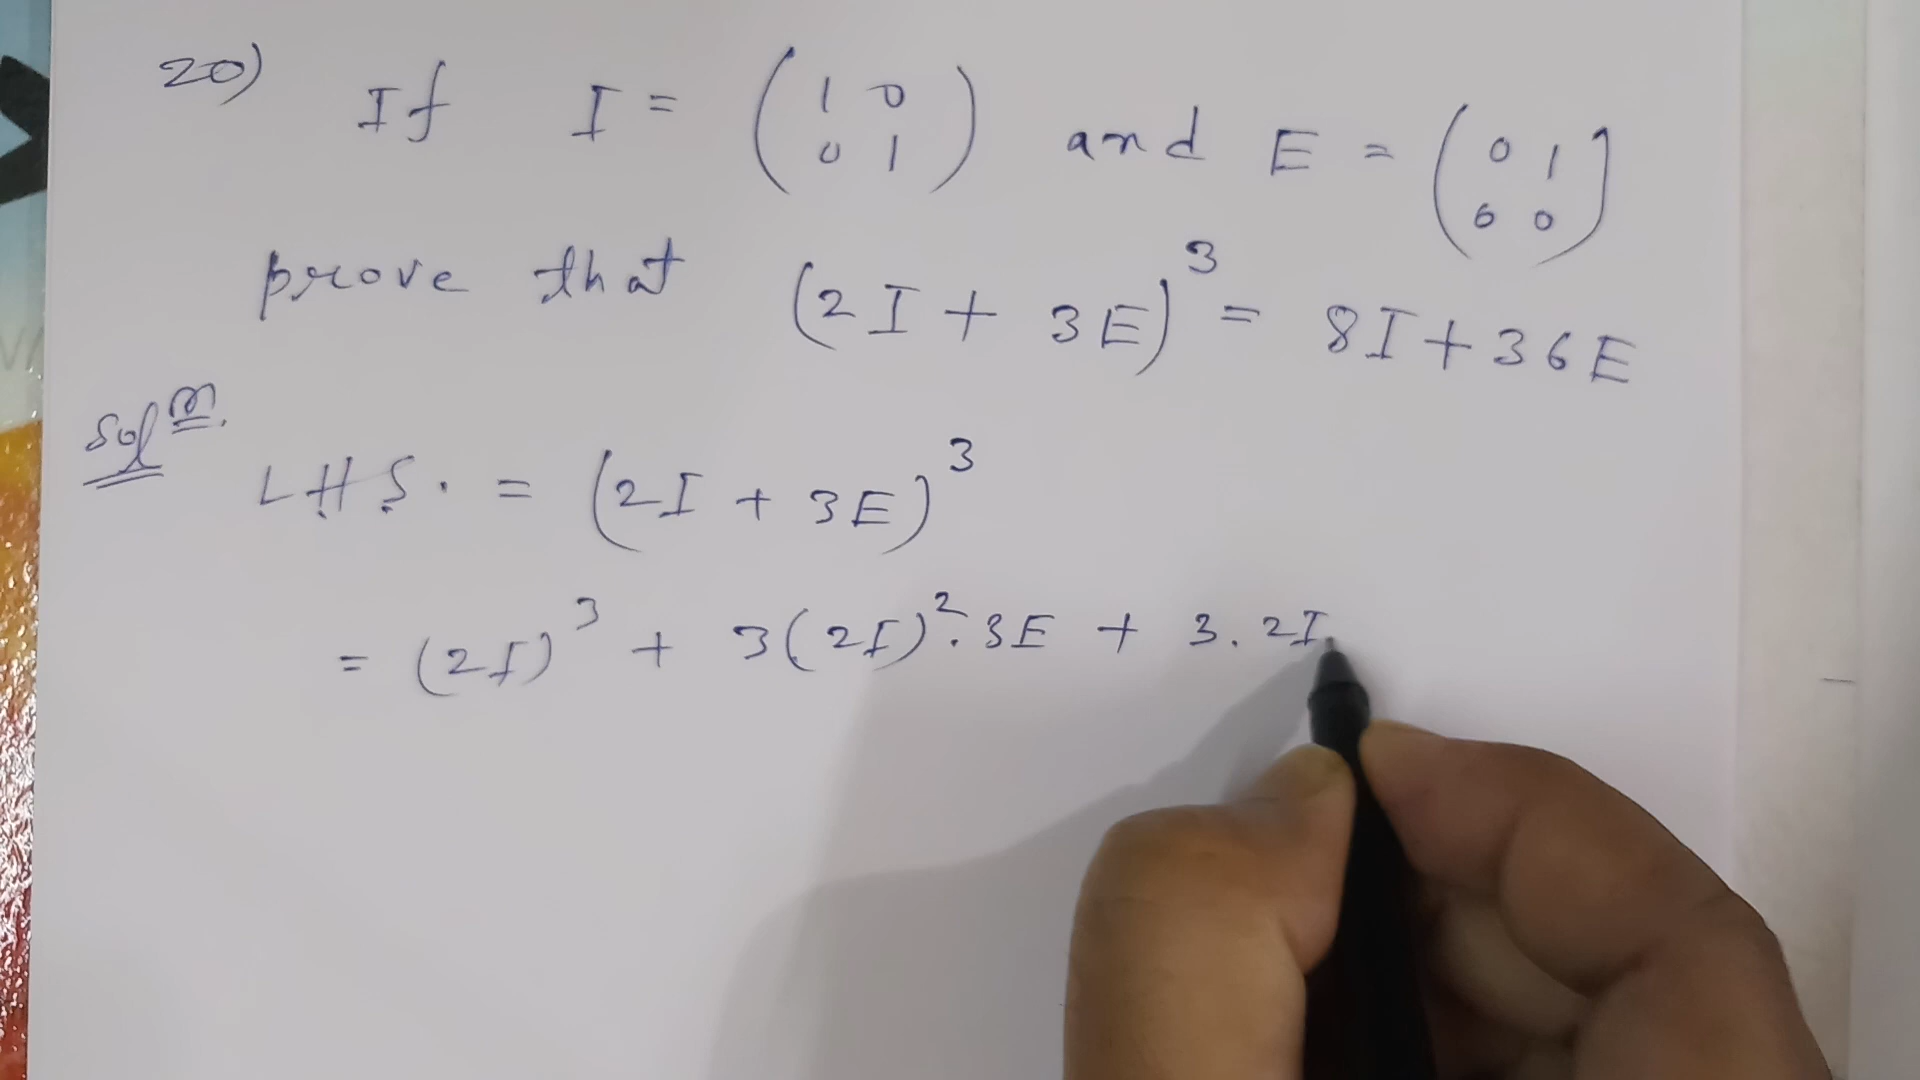 20) If I = (1 0 0 1) and E = (0 1 0 0)
prove that (2I + 3E)³ = 8I + 36E
Solⁿ.
L.H.S. = (2I + 3E)³
= (2I)³ + 3(2I)². 3E + 3. 2I